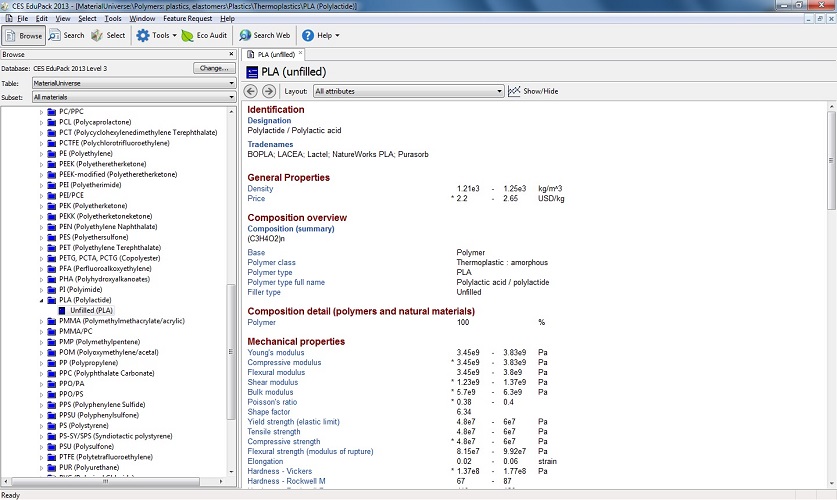 CES EduPack 2013 - [MaterialUniverse\Polymers: plastics, elastomers\Plastics\Thermoplastics\PLA (Polylactide)]
File Edit View Select Tools Window Feature Request Help
Browse Search Select Tools Eco Audit Search Web Help
Browse
Database: CES EduPack 2013 Level 3 Change...
Table: MaterialUniverse
Subset: All materials
PC/PPC
PCL (Polycaprolactone)
PCT (Polycyclohexylenedimethylene Terephthalate)
PCTFE (Polychlorotrifluoroethylene)
PE (Polyethylene)
PEEK (Polyetheretherketone)
PEEK-modified (Polyetheretherketone)
PEI (Polyetherimide)
PEI/PCE
PEK (Polyetherketone)
PEKK (Polyetherketoneketone)
PEN (Polyethylene Naphthalate)
PES (Polyethersulfone)
PET (Polyethylene Terephthalate)
PETG, PCTA, PCTG (Copolyester)
PFA (Perfluoroalkoxyethylene)
PHA (Polyhydroxyalkanoates)
PI (Polyimide)
PLA (Polylactide)
Unfilled (PLA)
PMMA (Polymethylmethacrylate/acrylic)
PMMA/PC
PMP (Polymethylpentene)
POM (Polyoxymethylene/acetal)
PP (Polypropylene)
PPC (Polyphthalate Carbonate)
PPO/PA
PPO/PS
PPS (Polyphenylene Sulfide)
PPSU (Polyphenylsulfone)
PS (Polystyrene)
PS-SY/SPS (Syndiotactic polystyrene)
PSU (Polysulfone)
PTFE (Polytetrafluoroethylene)
PUR (Polyurethane)
PLA (unfilled)
PLA (unfilled)
Layout: All attributes Show/Hide
Identification
Designation
Polylactide / Polylactic acid
Tradenames
BOPLA; LACEA; Lactel; NatureWorks PLA; Purasorb
General Properties
Density 1.21e3 - 1.25e3 kg/m^3
Price * 2.2 - 2.65 USD/kg
Composition overview
Composition (summary)
(C3H4O2)n
Base Polymer
Polymer class Thermoplastic : amorphous
Polymer type PLA
Polymer type full name Polylactic acid / polylactide
Filler type Unfilled
Composition detail (polymers and natural materials)
Polymer 100 %
Mechanical properties
Young's modulus 3.45e9 - 3.83e9 Pa
Compressive modulus * 3.45e9 - 3.83e9 Pa
Flexural modulus 3.45e9 - 3.8e9 Pa
Shear modulus * 1.23e9 - 1.37e9 Pa
Bulk modulus * 5.7e9 - 6.3e9 Pa
Poisson's ratio * 0.38 - 0.4
Shape factor 6.34
Yield strength (elastic limit) 4.8e7 - 6e7 Pa
Tensile strength 4.8e7 - 6e7 Pa
Compressive strength * 4.8e7 - 6e7 Pa
Flexural strength (modulus of rupture) 8.15e7 - 9.92e7 Pa
Elongation 0.02 - 0.06 strain
Hardness - Vickers * 1.37e8 - 1.77e8 Pa
Hardness - Rockwell M 67 - 87
Ready